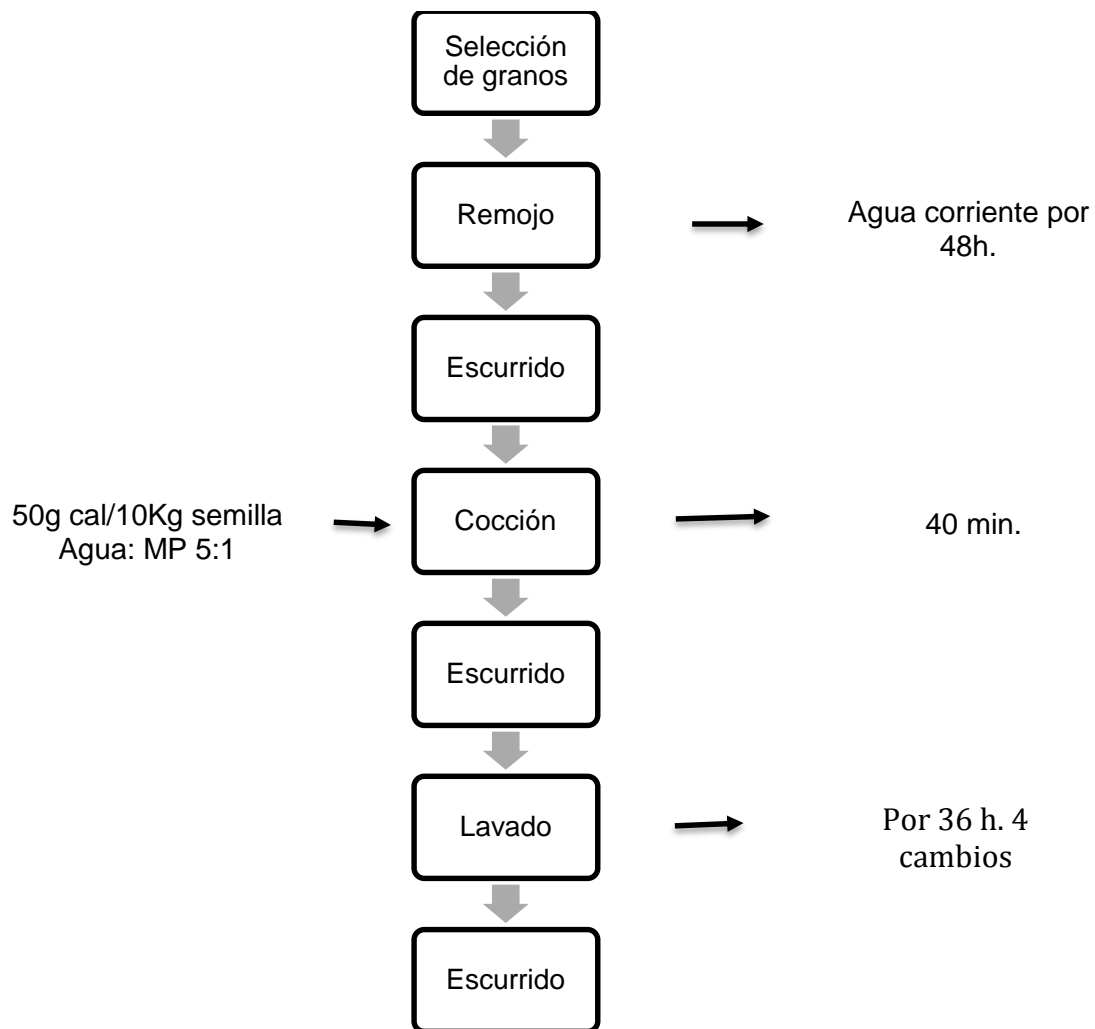 Selección
de granos
Remojo
Agua corriente por
48h.
Escurrido
50g cal/10Kg semilla
Agua: MP 5:1
Cocción
40 min.
Escurrido
Lavado
Por 36 h. 4
cambios
Escurrido